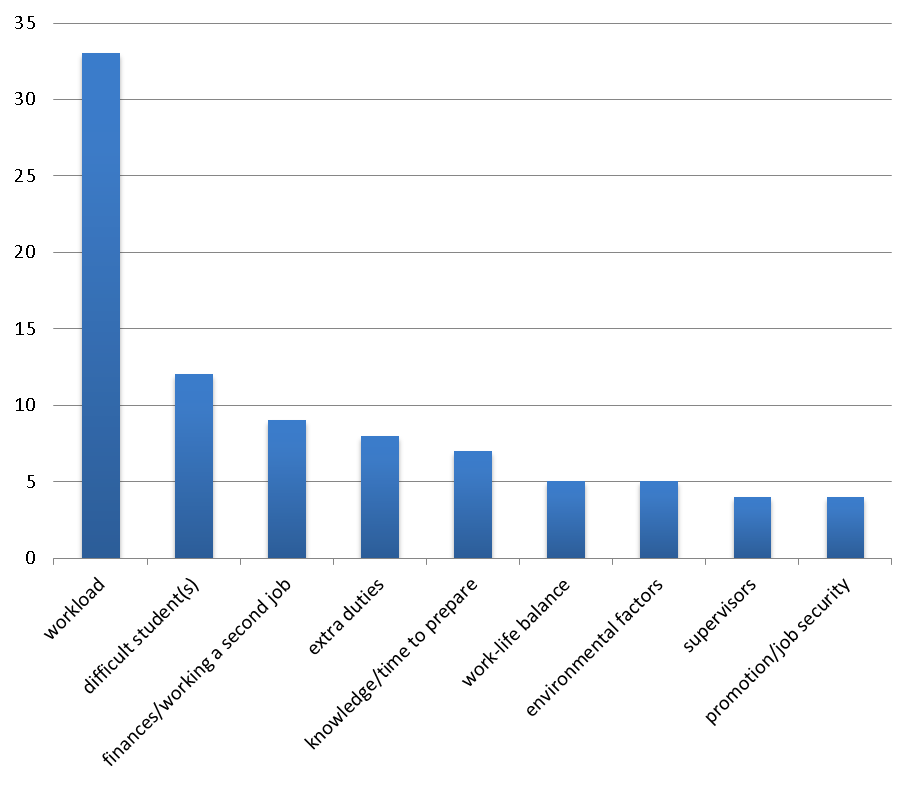 35
30
25
20
15
10
5
0
workload
difficult student(s)
finances/working a second job
extra duties
knowledge/time to prepare
work-life balance
environmental factors
supervisors
promotion/job security